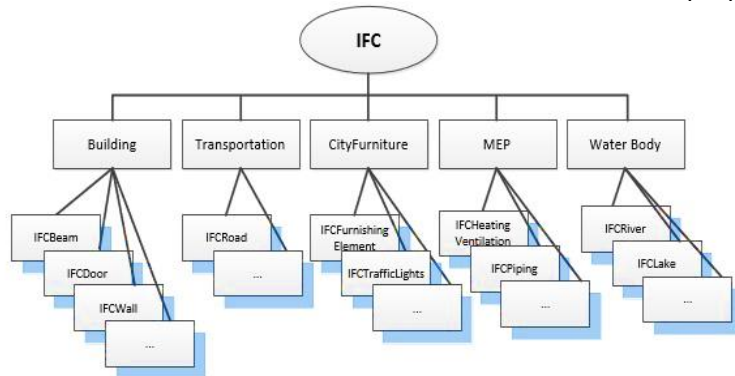 IFC
Building
Transportation
CityFurniture
MEP
Water Body
IFCBeam
IFCDoor
IFCWall
...
IFCRoad
...
IFCFurnishing
Element
IFCTrafficLights
...
IFCHeating
Ventilation
IFCPiping
...
IFCRiver
IFCLake
...